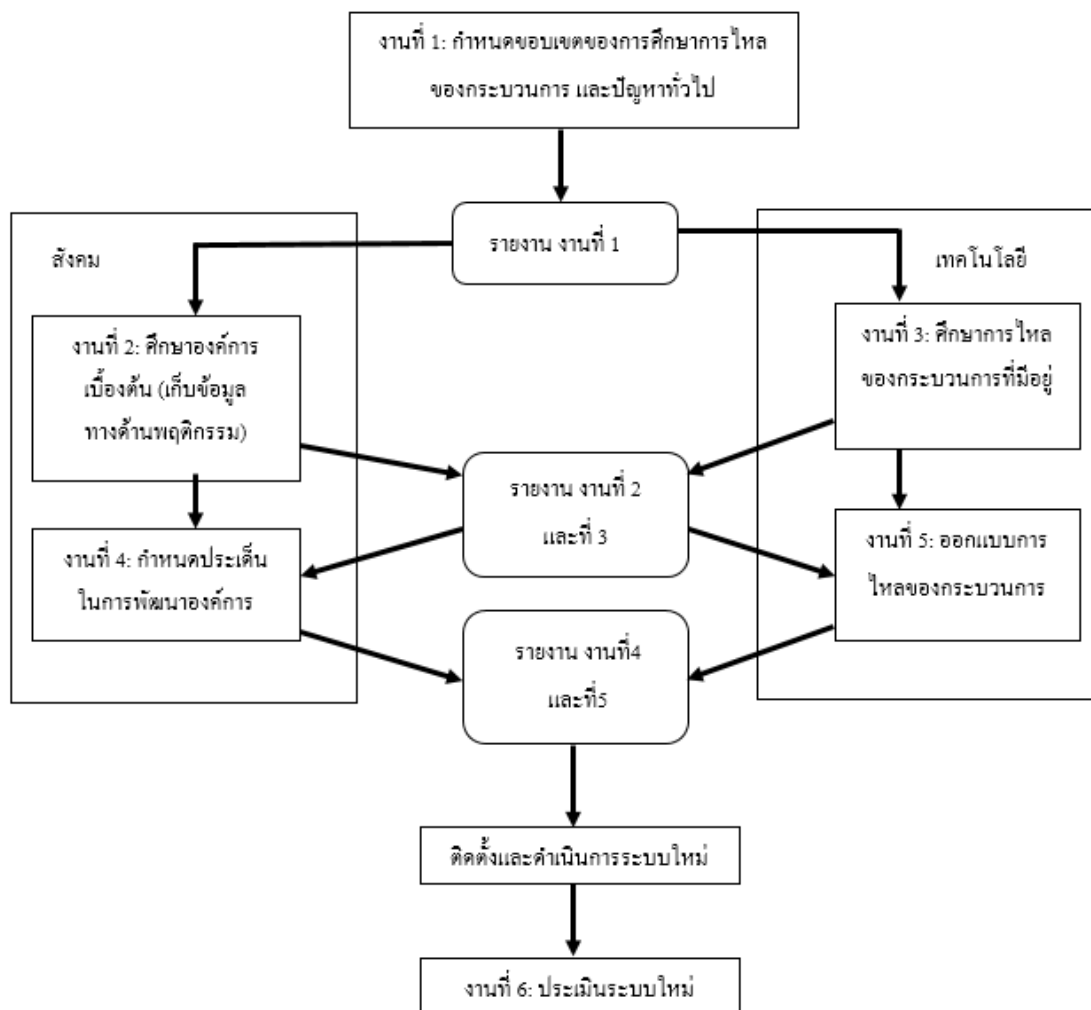 งานที่ 1: กำหนดขอบเขตของการศึกษาการไหล
ของกระบวนการ และปัญหาทั่วไป
รายงาน งานที่ 1
สังคม
เทคโนโลยี
งานที่ 2: ศึกษาองค์การ
เบื้องต้น (เก็บข้อมูล
ทางด้านพฤติกรรม)
งานที่ 3: ศึกษาการไหล
ของกระบวนการที่มีอยู่
รายงาน งานที่ 2
และที่ 3
งานที่ 4: กำหนดประเด็น
ในการพัฒนาองค์การ
งานที่ 5: ออกแบบการ
ไหลของกระบวนการ
รายงาน งานที่4
และที่5
ติดตั้งและดำเนินการระบบใหม่
งานที่ 6: ประเมินระบบใหม่